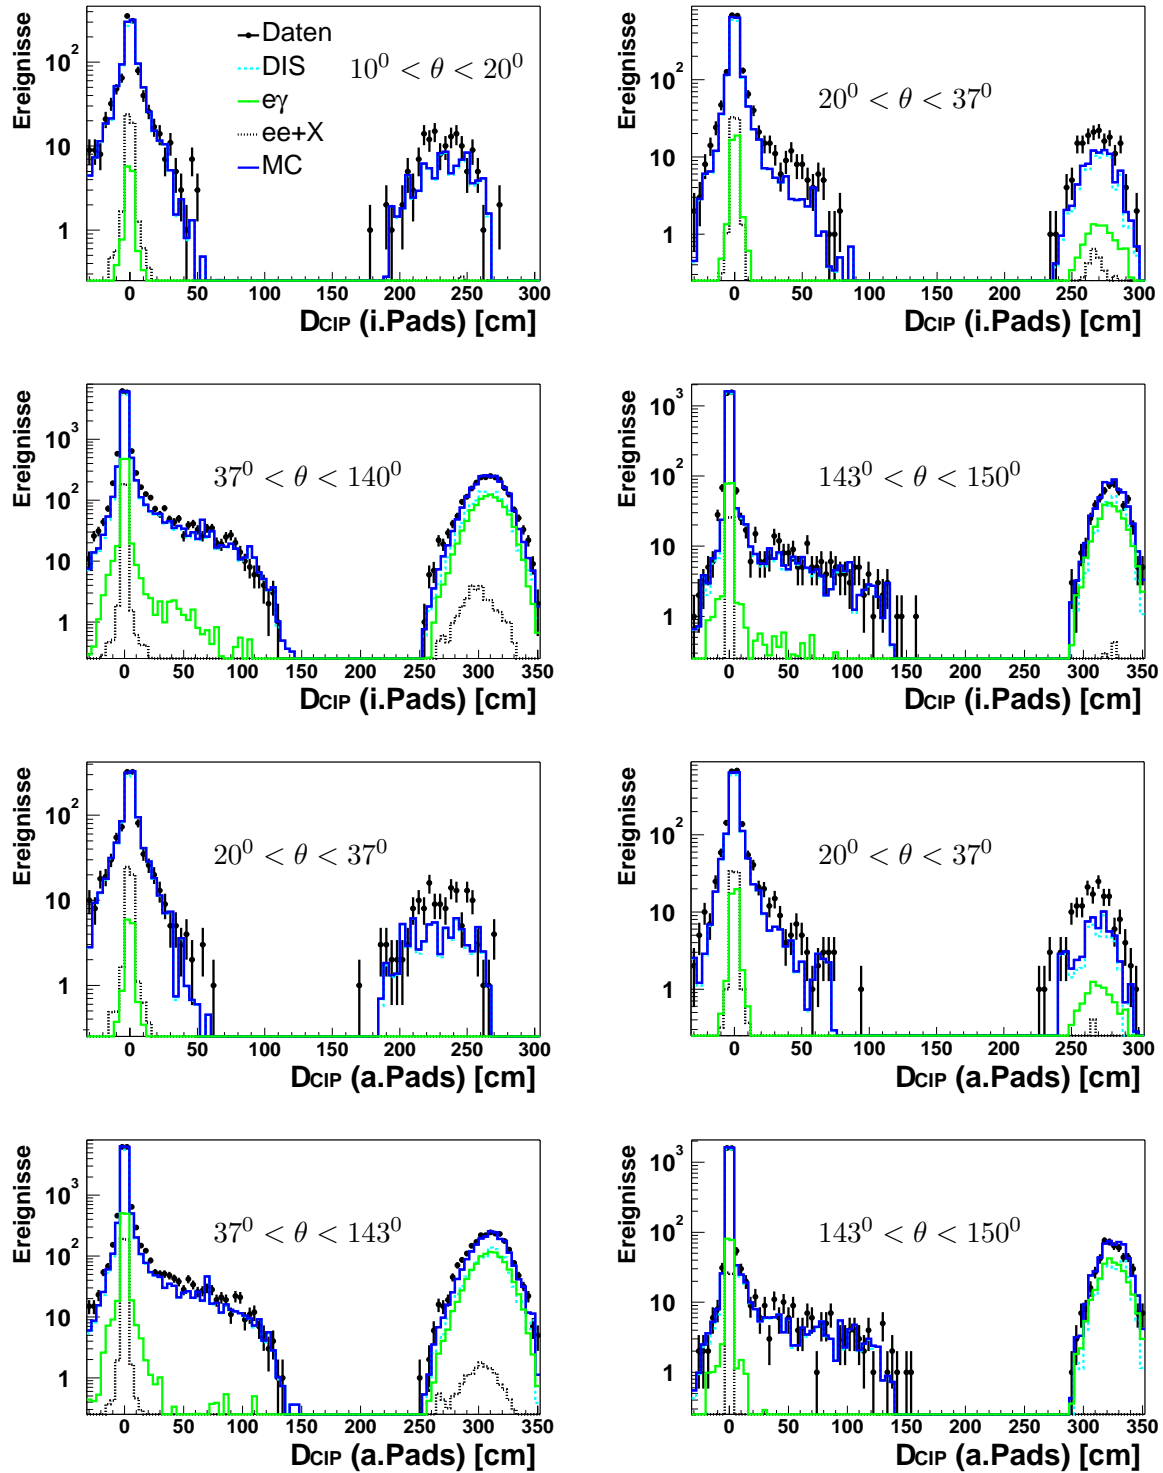 Ereignisse
10²
10
1
Daten
DIS
eγ
ee+X
MC
10⁰ < θ < 20⁰
0 50 100 150 200 250 300
DCIP (i.Pads) [cm]
Ereignisse
10²
10
1
20⁰ < θ < 37⁰
0 50 100 150 200 250 300
DCIP (i.Pads) [cm]
Ereignisse
10³
10²
10
1
37⁰ < θ < 140⁰
0 50 100 150 200 250 300 350
DCIP (i.Pads) [cm]
Ereignisse
10³
10²
10
1
143⁰ < θ < 150⁰
0 50 100 150 200 250 300 350
DCIP (i.Pads) [cm]
Ereignisse
10²
10
1
20⁰ < θ < 37⁰
0 50 100 150 200 250 300
DCIP (a.Pads) [cm]
Ereignisse
10²
10
1
20⁰ < θ < 37⁰
0 50 100 150 200 250 300
DCIP (a.Pads) [cm]
Ereignisse
10³
10²
10
1
37⁰ < θ < 143⁰
0 50 100 150 200 250 300 350
DCIP (a.Pads) [cm]
Ereignisse
10³
10²
10
1
143⁰ < θ < 150⁰
0 50 100 150 200 250 300 350
DCIP (a.Pads) [cm]